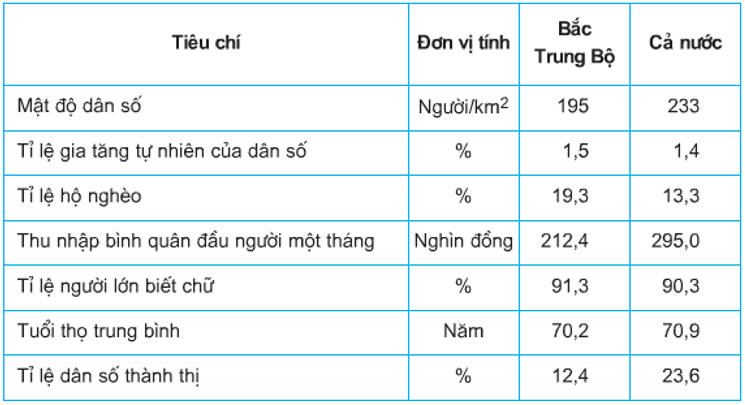 Tiêu chí Đơn vị tính Bắc Trung Bộ Cả nước
Mật độ dân số Người/km² 195 233
Tỉ lệ gia tăng tự nhiên của dân số % 1,5 1,4
Tỉ lệ hộ nghèo % 19,3 13,3
Thu nhập bình quân đầu người một tháng Nghìn đồng 212,4 295,0
Tỉ lệ người lớn biết chữ % 91,3 90,3
Tuổi thọ trung bình Năm 70,2 70,9
Tỉ lệ dân số thành thị % 12,4 23,6